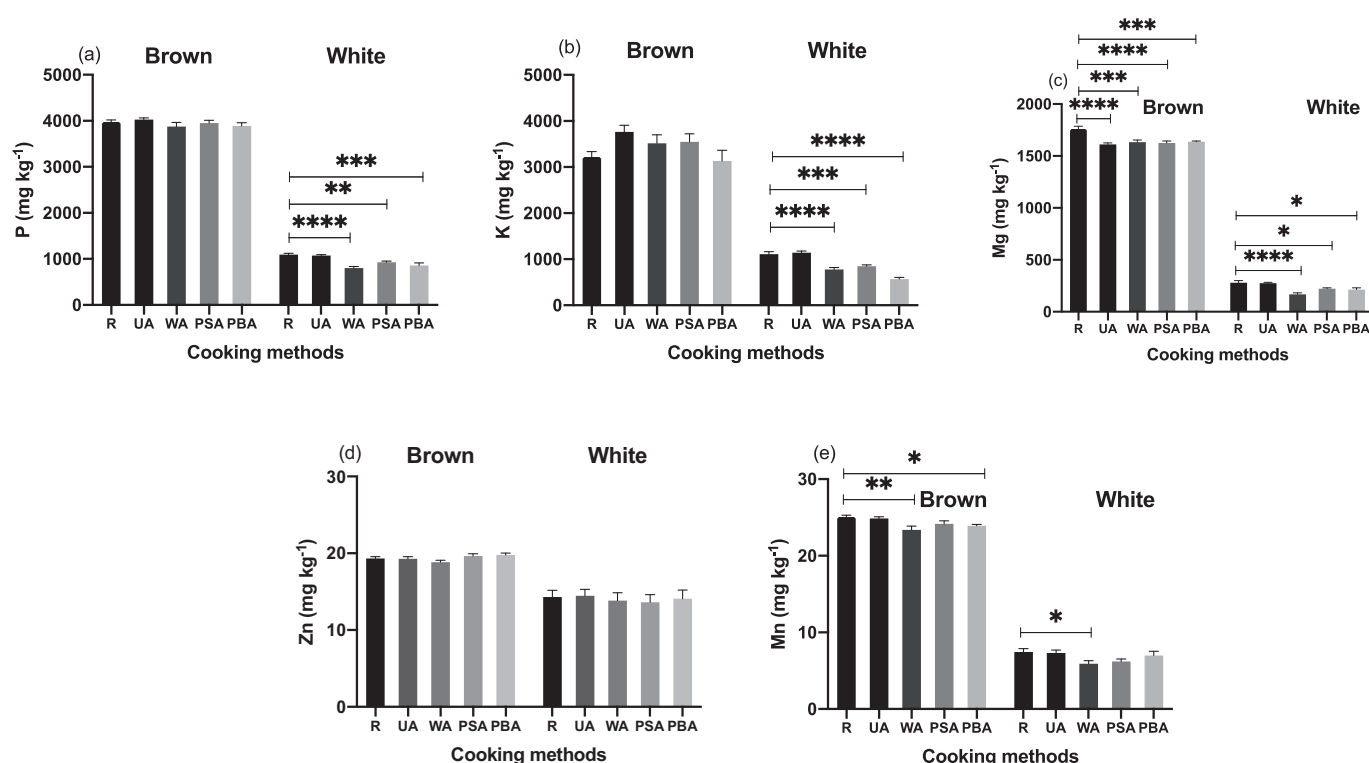 (a)
Brown White
5000
4000
3000
2000
1000
0
P (mg kg-1)
***
**
****
R UA WA PSA PBA R UA WA PSA PBA
Cooking methods
(b)
Brown White
5000
4000
3000
2000
1000
0
K (mg kg-1)
****
***
****
R UA WA PSA PBA R UA WA PSA PBA
Cooking methods
***
****
(c)
***
****
Brown White
2000
1500
1000
500
0
Mg (mg kg-1)
*
*
****
R UA WA PSA PBA R UA WA PSA PBA
Cooking methods
(d)
Brown White
30
20
10
0
Zn (mg kg-1)
R UA WA PSA PBA R UA WA PSA PBA
Cooking methods
(e)
*
**
Brown White
30
20
10
0
Mn (mg kg-1)
*
R UA WA PSA PBA R UA WA PSA PBA
Cooking methods